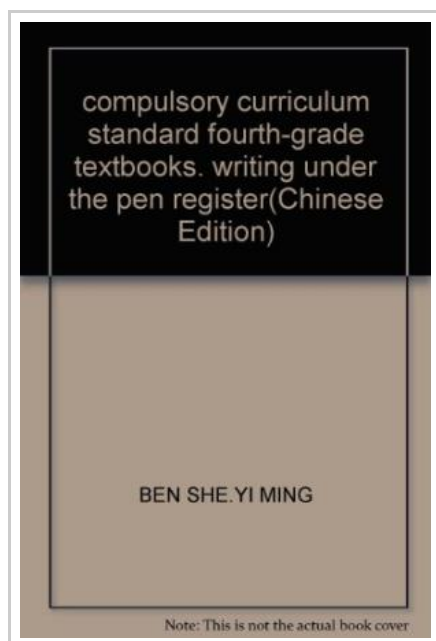 compulsory curriculum
standard fourth-grade
textbooks. writing under
the pen register(Chinese
Edition)
BEN SHE.YI MING
Note: This is not the actual book cover